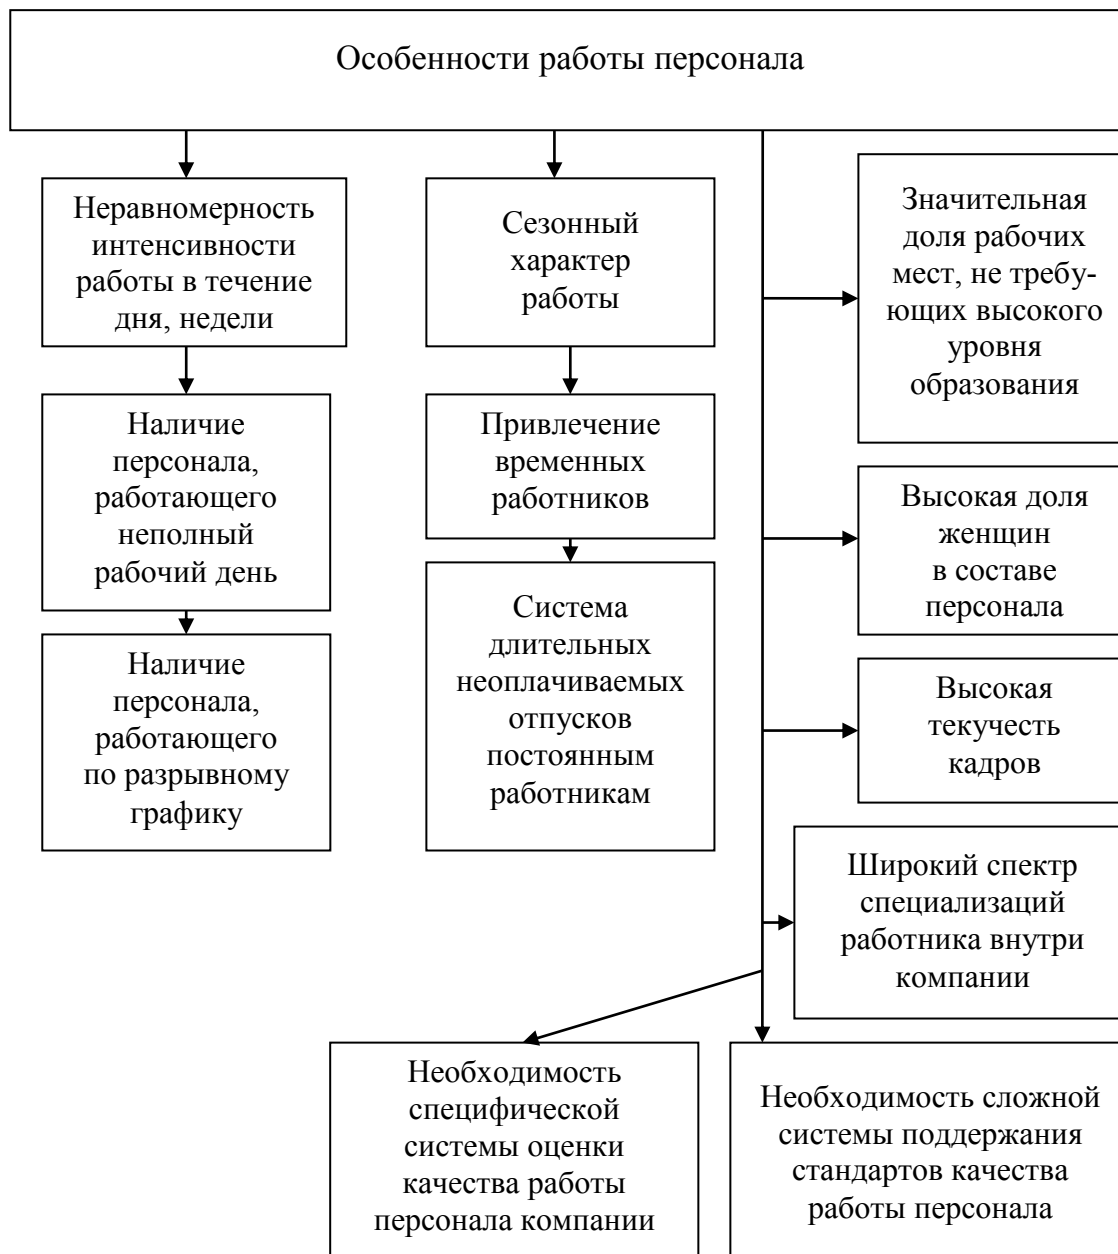 Особенности работы персонала
Неравномерность
интенсивности
работы в течение
дня, недели
Наличие
персонала,
работающего
неполный
рабочий день
Наличие
персонала,
работающего
по разрывному
графику
Сезонный
характер
работы
Привлечение
временных
работников
Система
длительных
неоплачиваемых
отпусков
постоянным
работникам
Значительная
доля рабочих
мест, не требу-
ющих высокого
уровня
образования
Высокая доля
женщин
в составе
персонала
Высокая
текучесть
кадров
Широкий спектр
специализаций
работника внутри
компании
Необходимость
специфической
системы оценки
качества работы
персонала компании
Необходимость сложной
системы поддержания
стандартов качества
работы персонала